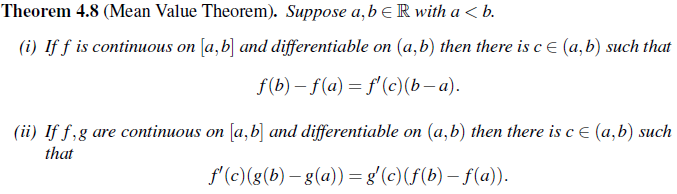 Theorem 4.8 (Mean Value Theorem). Suppose a, b ∈ ℝ with a < b.
(i) If f is continuous on [a,b] and differentiable on (a,b) then there is c ∈ (a,b) such that
f(b) − f(a) = f′(c)(b − a).
(ii) If f,g are continuous on [a,b] and differentiable on (a,b) then there is c ∈ (a,b) such
that
f′(c)(g(b) − g(a)) = g′(c)(f(b) − f(a)).